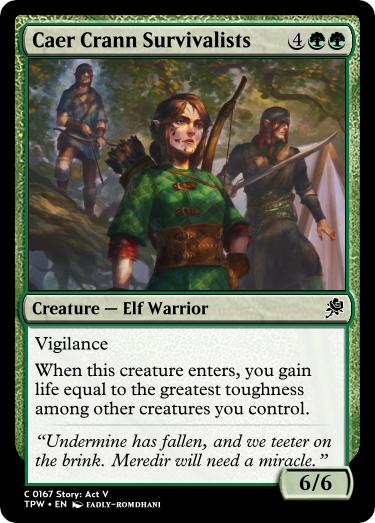 Caer Crann Survivalists 4
Creature — Elf Warrior
Vigilance
When this creature enters, you gain
life equal to the greatest toughness
among other creatures you control.
“Undermine has fallen, and we teeter on
the brink. Meredir will need a miracle.”
6/6
C 0167 Story: Act V
TPW • EN FADLY-ROMDHANI